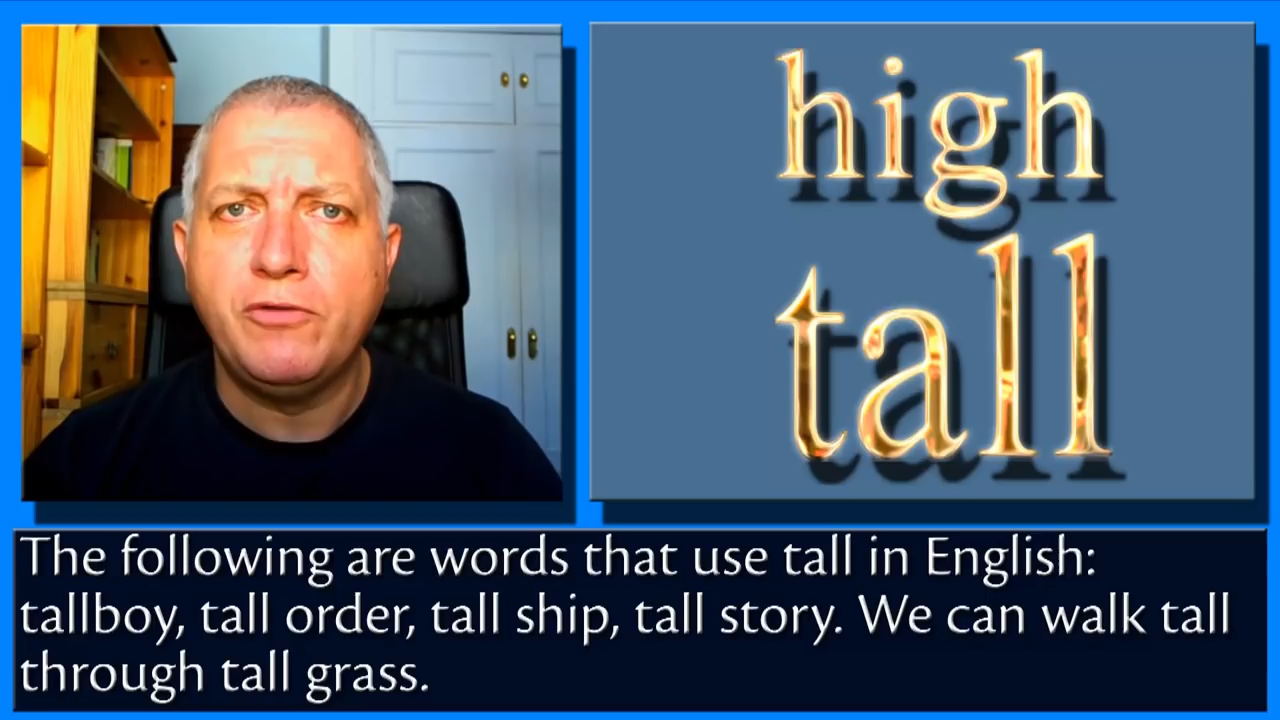 high
tall
The following are words that use tall in English:
tallboy, tall order, tall ship, tall story. We can walk tall
through tall grass.